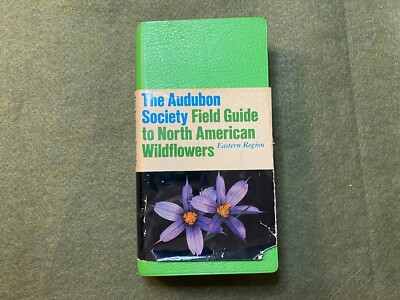 The Audubon
Society Field Guide
to North American
Wildflowers Eastern Region